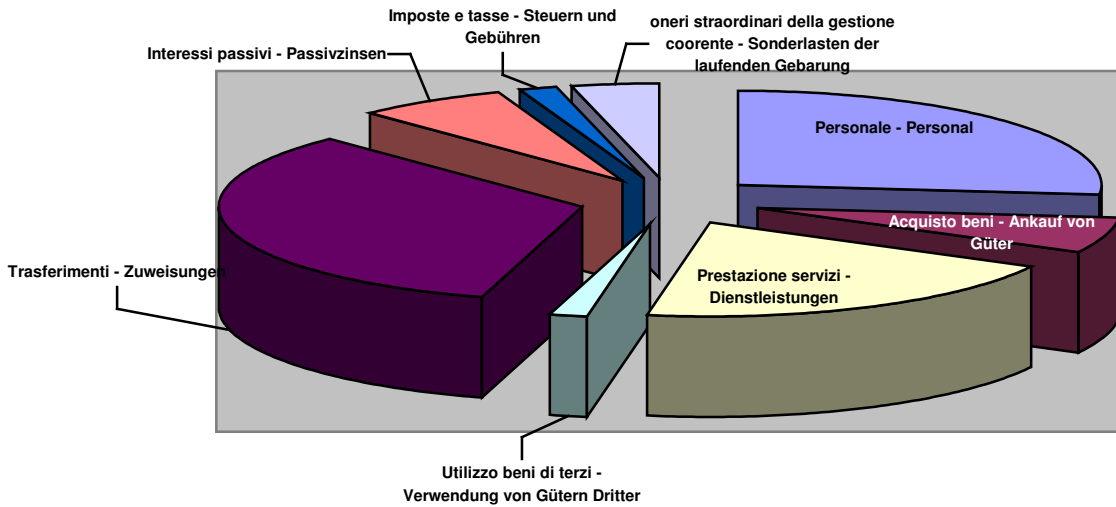 Imposte e tasse - Steuern und
Gebühren
oneri straordinari della gestione
coorente - Sonderlasten der
laufenden Gebarung
Interessi passivi - Passivzinsen
Personale - Personal
Acquisto beni - Ankauf von
Güter
Trasferimenti - Zuweisungen
Prestazione servizi -
Dienstleistungen
Utilizzo beni di terzi -
Verwendung von Gütern Dritter